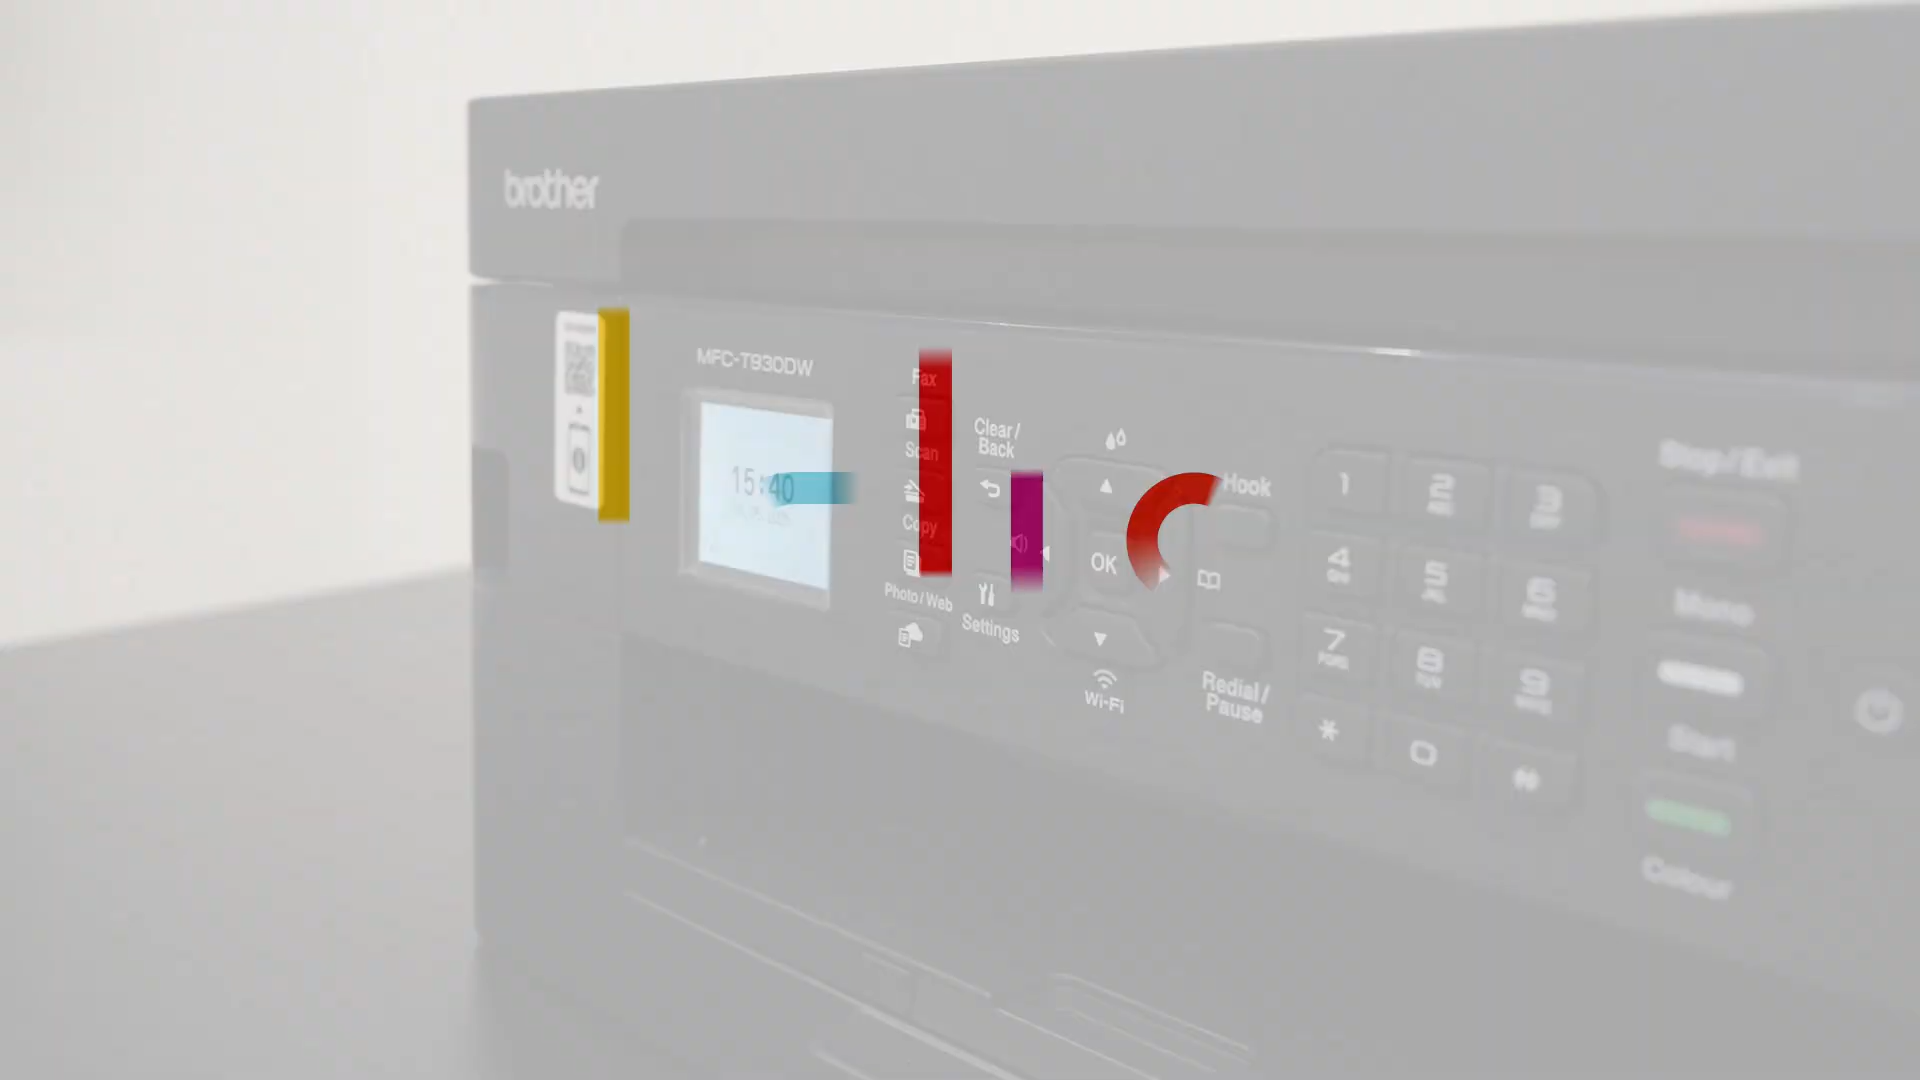 brother
MFC-T930DW
15:40
Fax
Scan
Copy
Photo / Web
Clear /
Back
Settings
OK
Wi-Fi
Hook
Redial /
Pause
1
2
3
4
5
6
7
PQRS
8
9
*
0
#
Stop / Exit
Mono
Start
Colour